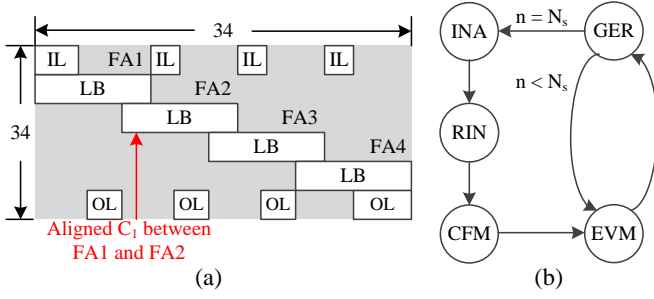 34
34
IL FA1 IL IL IL
LB FA2
LB FA3
LB FA4
LB
OL OL OL OL
Aligned C₁ between
FA1 and FA2
(a)
INA n = Nₛ GER
n < Nₛ
RIN
CFM EVM
(b)